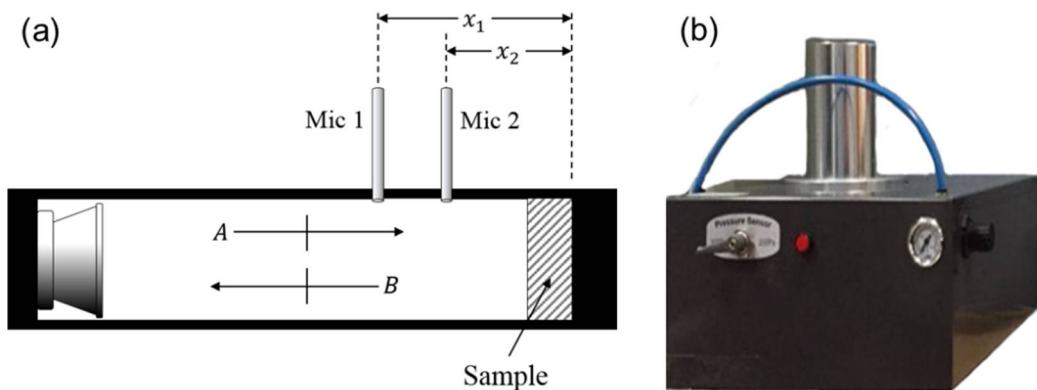 (a)
x₁
x₂
Mic 1
Mic 2
A
B
Sample
(b)
Pressure Sensor